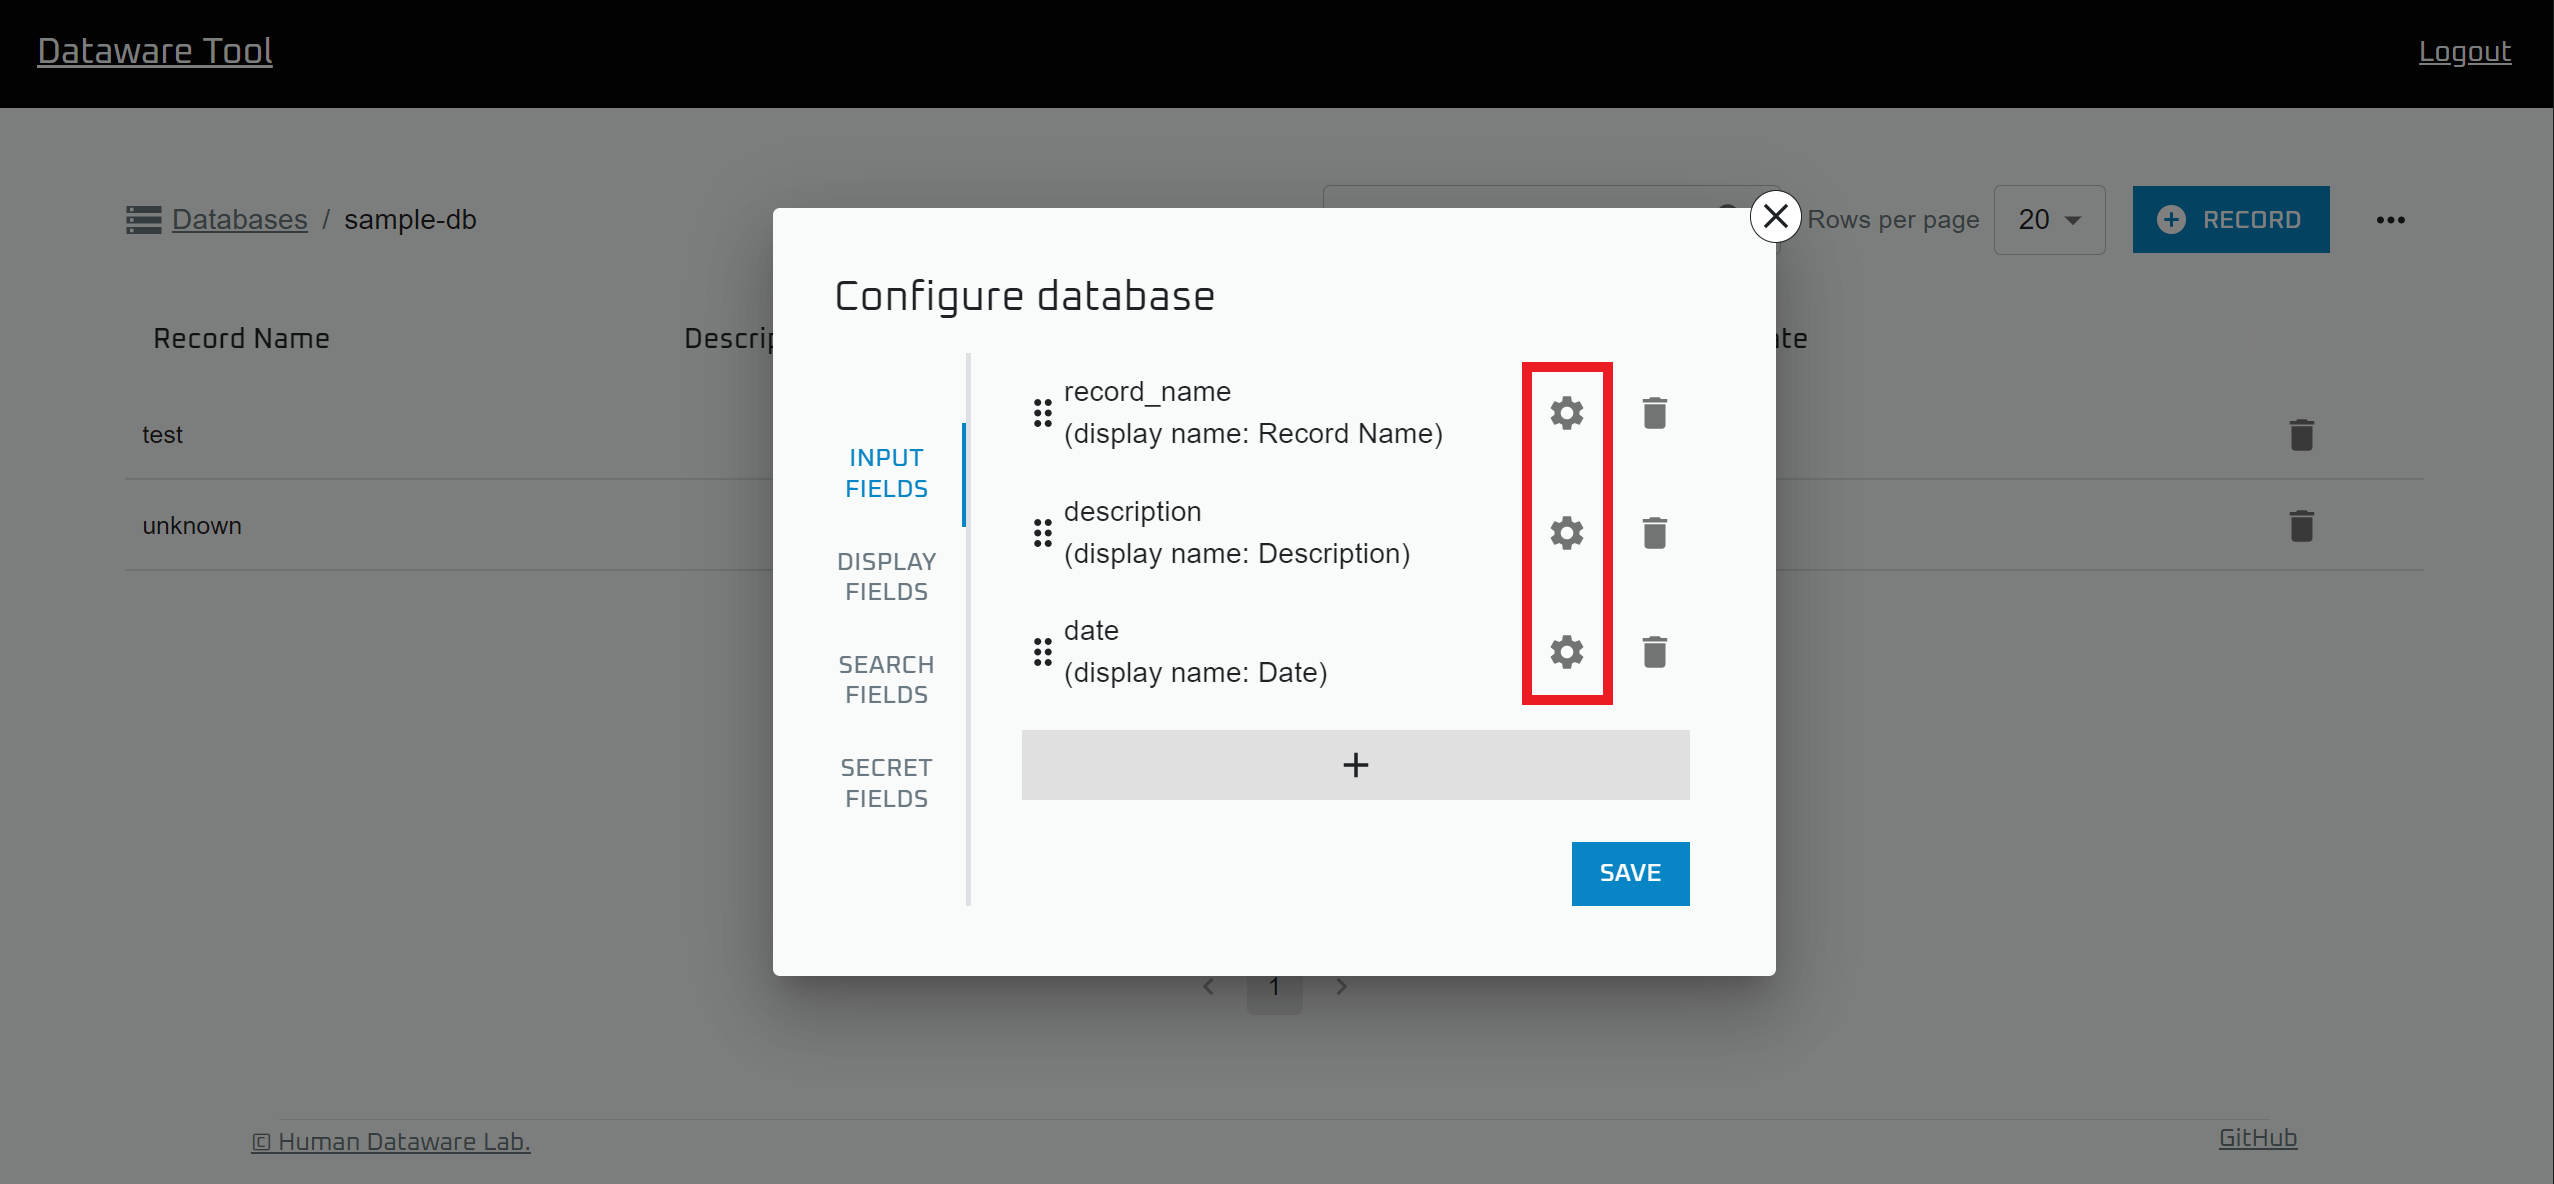 Dataware Tool
Logout
Databases / sample-db
Rows per page
20
RECORD
Configure database
Record Name
record_name
(display name: Record Name)
test
INPUT
FIELDS
description
(display name: Description)
unknown
DISPLAY
FIELDS
date
(display name: Date)
SEARCH
FIELDS
SECRET
FIELDS
+
SAVE
1
© Human Dataware Lab.
GitHub